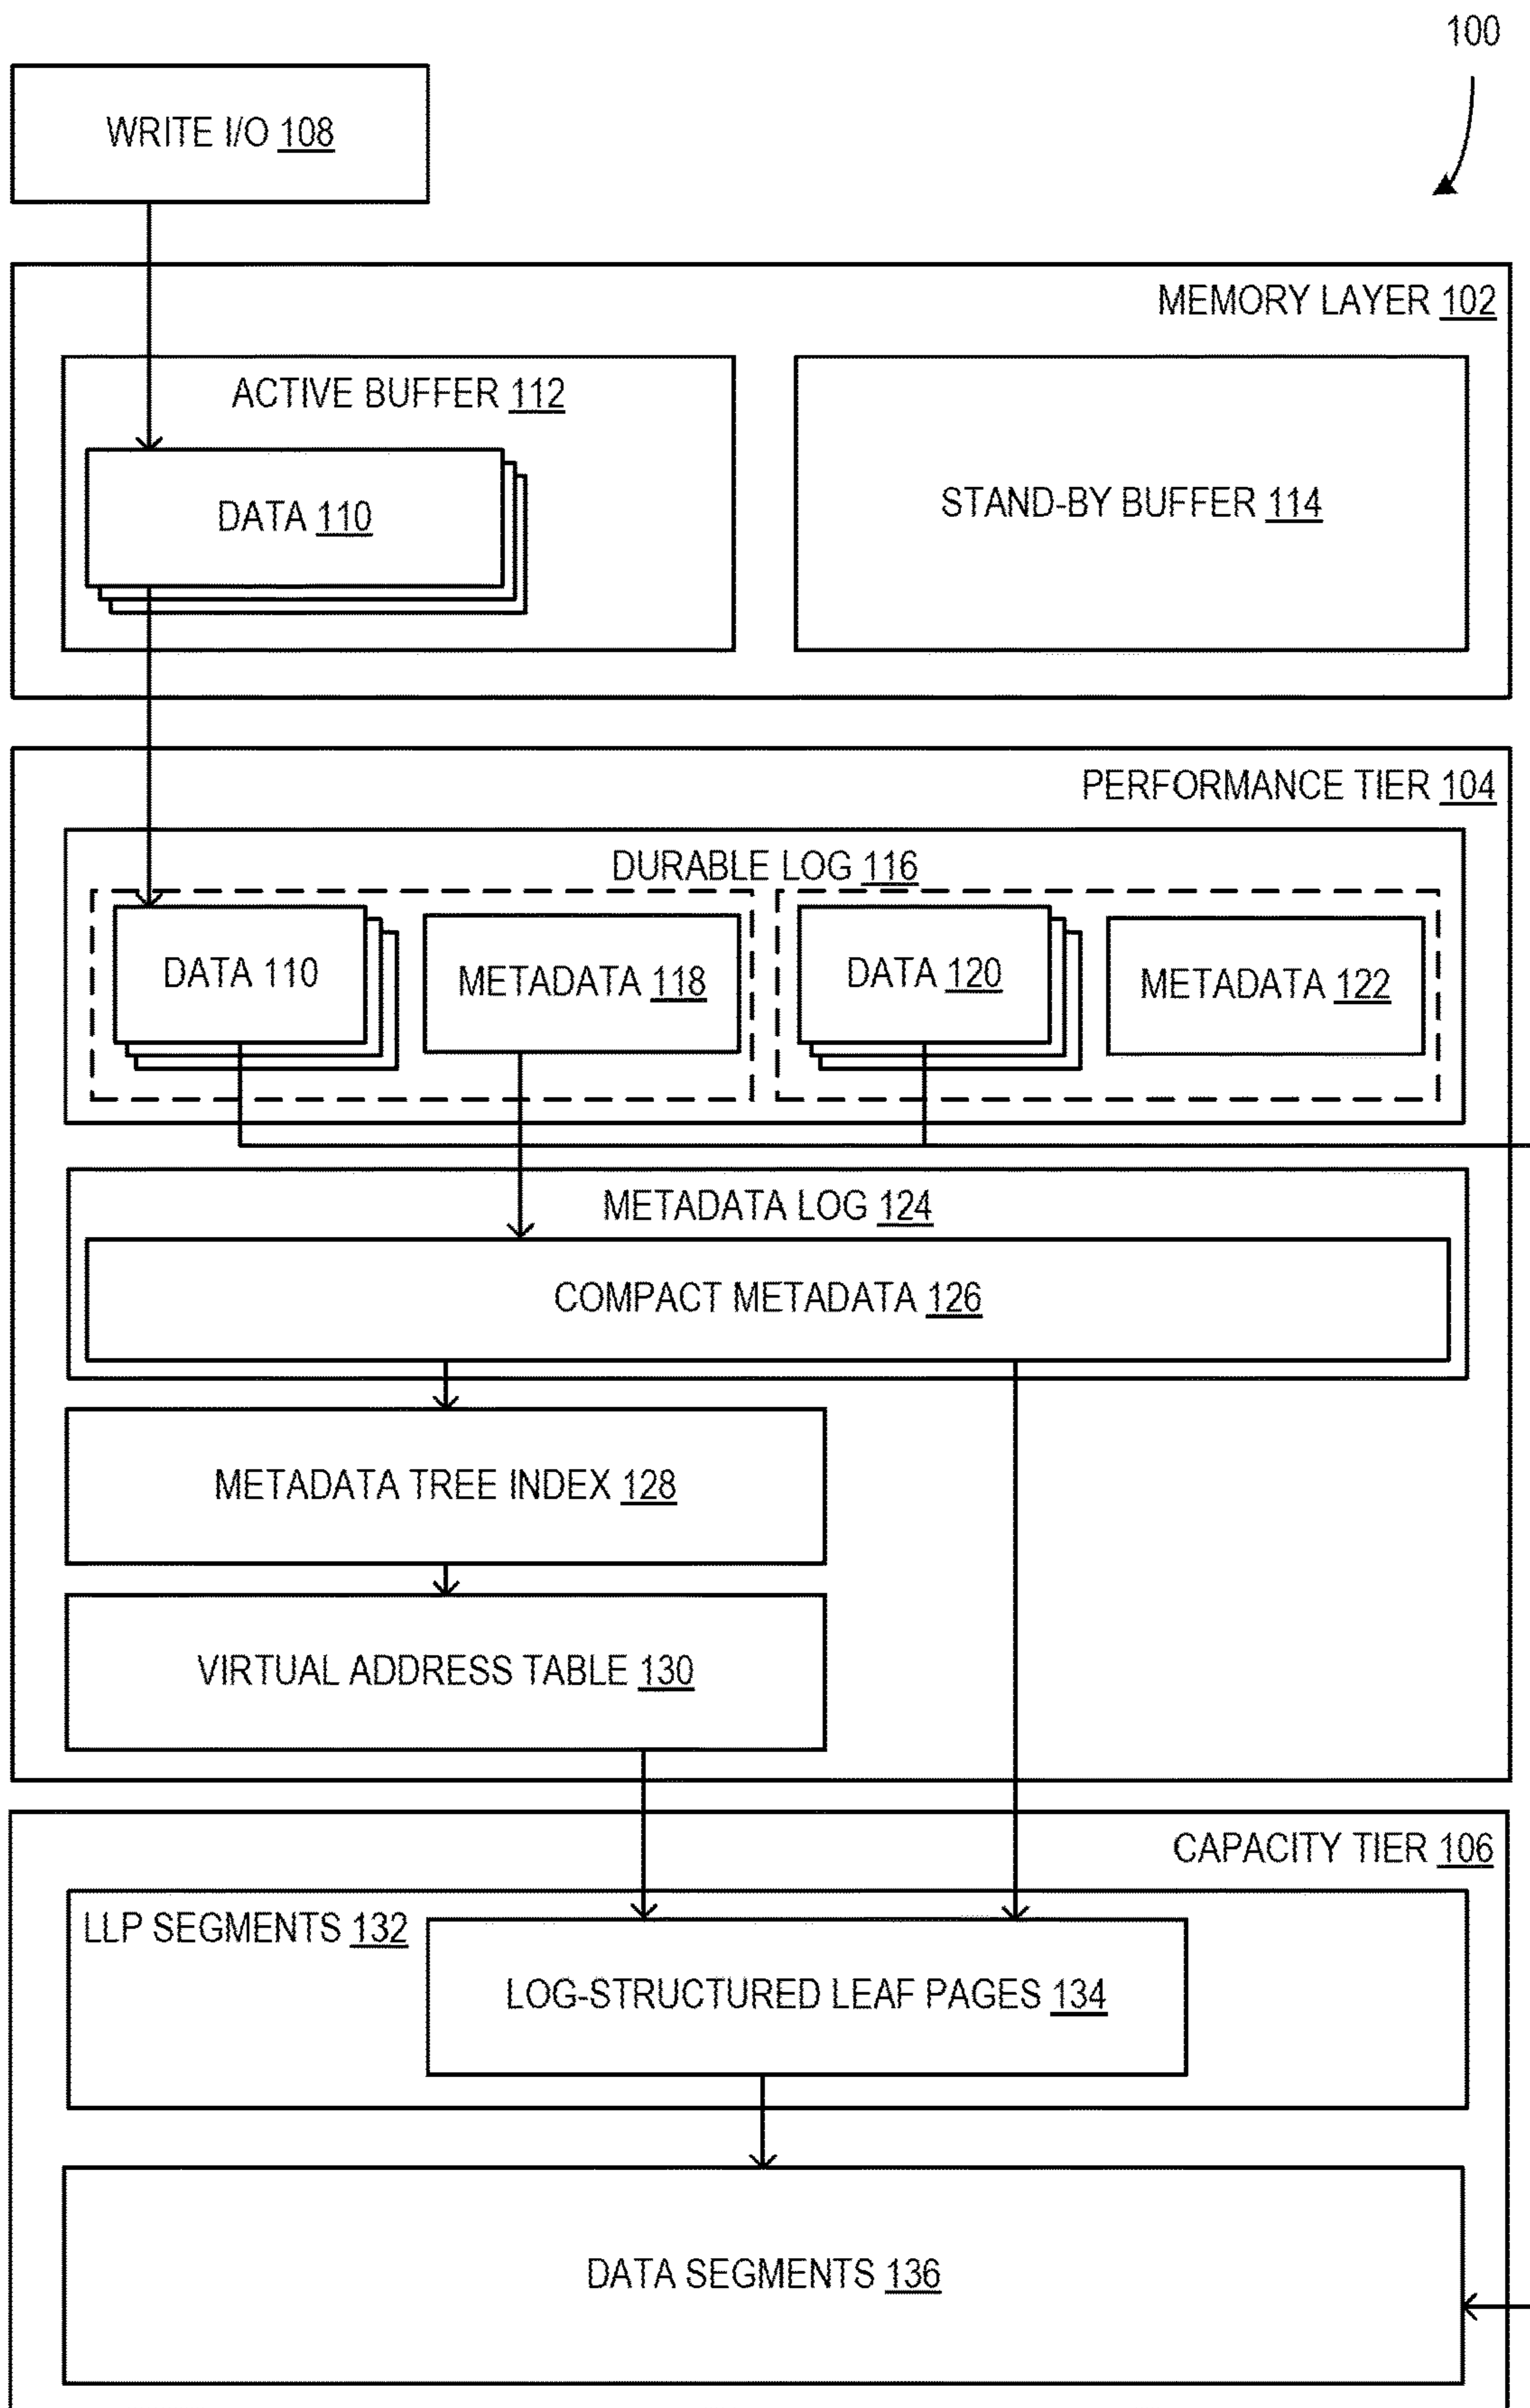 100
WRITE I/O 108
MEMORY LAYER 102
ACTIVE BUFFER 112
DATA 110
STAND-BY BUFFER 114
PERFORMANCE TIER 104
DURABLE LOG 116
DATA 110
METADATA 118
DATA 120
METADATA 122
METADATA LOG 124
COMPACT METADATA 126
METADATA TREE INDEX 128
VIRTUAL ADDRESS TABLE 130
CAPACITY TIER 106
LLP SEGMENTS 132
LOG-STRUCTURED LEAF PAGES 134
DATA SEGMENTS 136